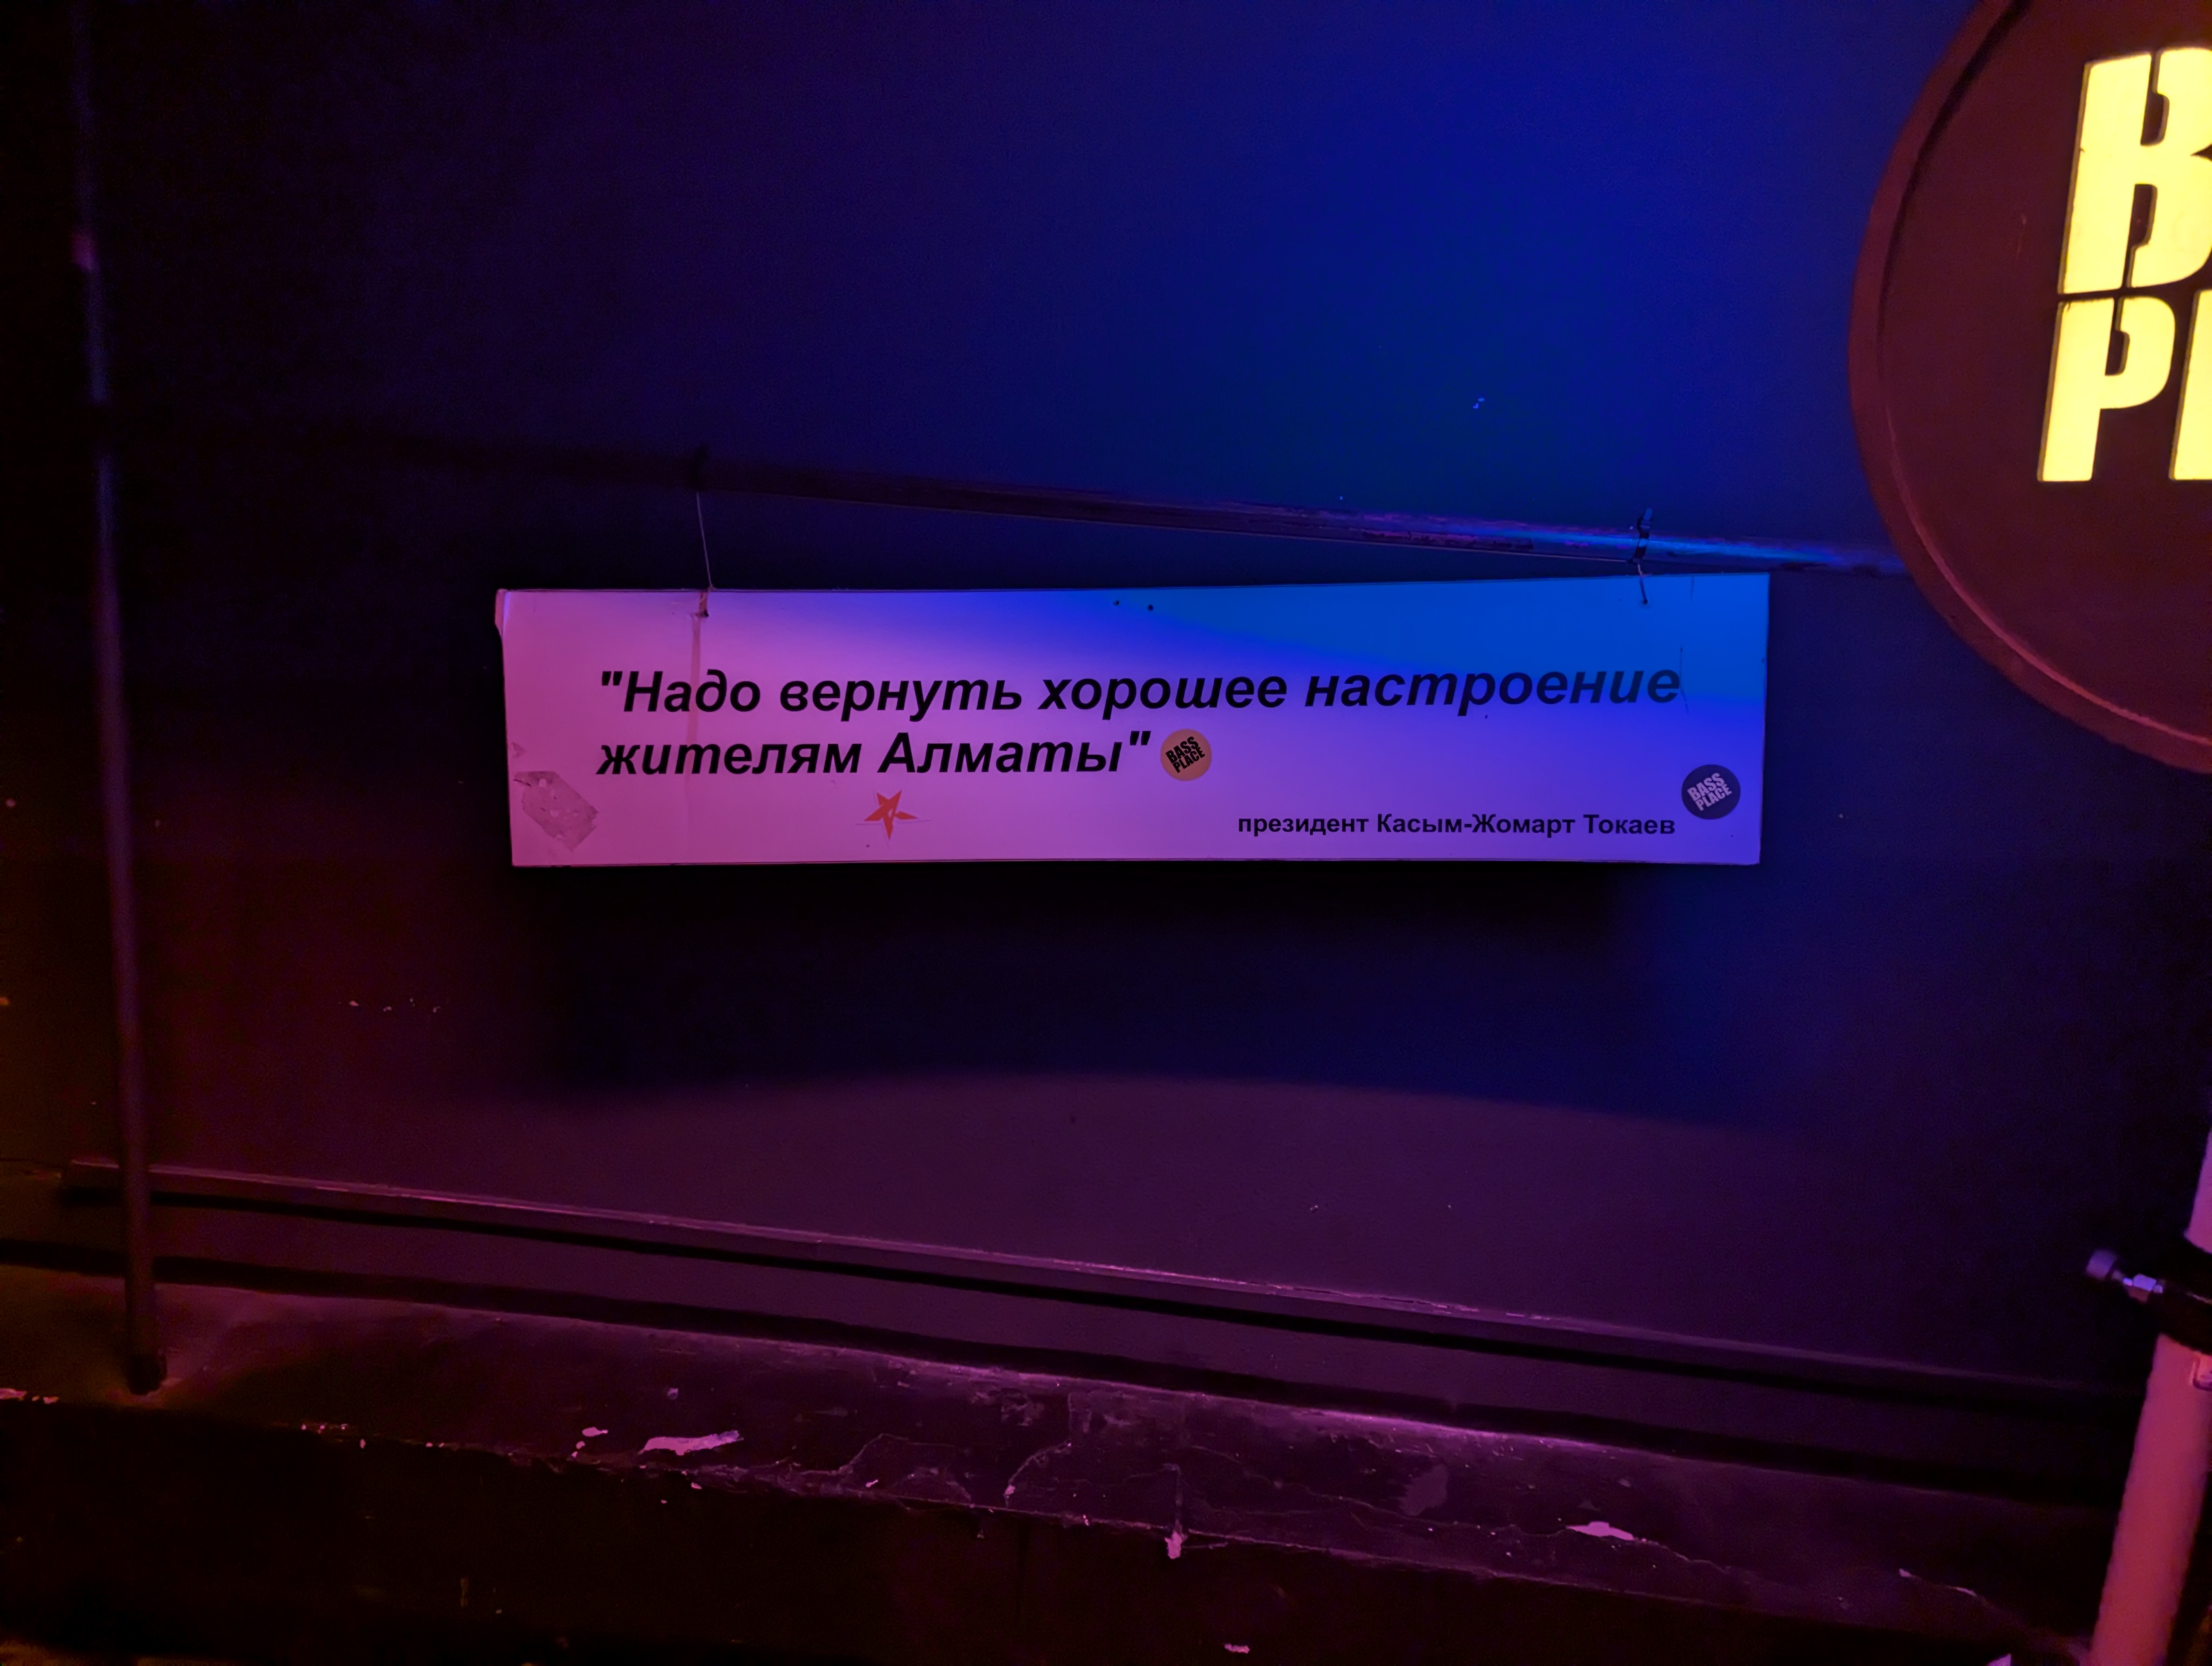 "Надо вернуть хорошее настроение
жителям Алматы"
BASS
PLACE
президент Касым-Жомарт Токаев
BASS
PLACE